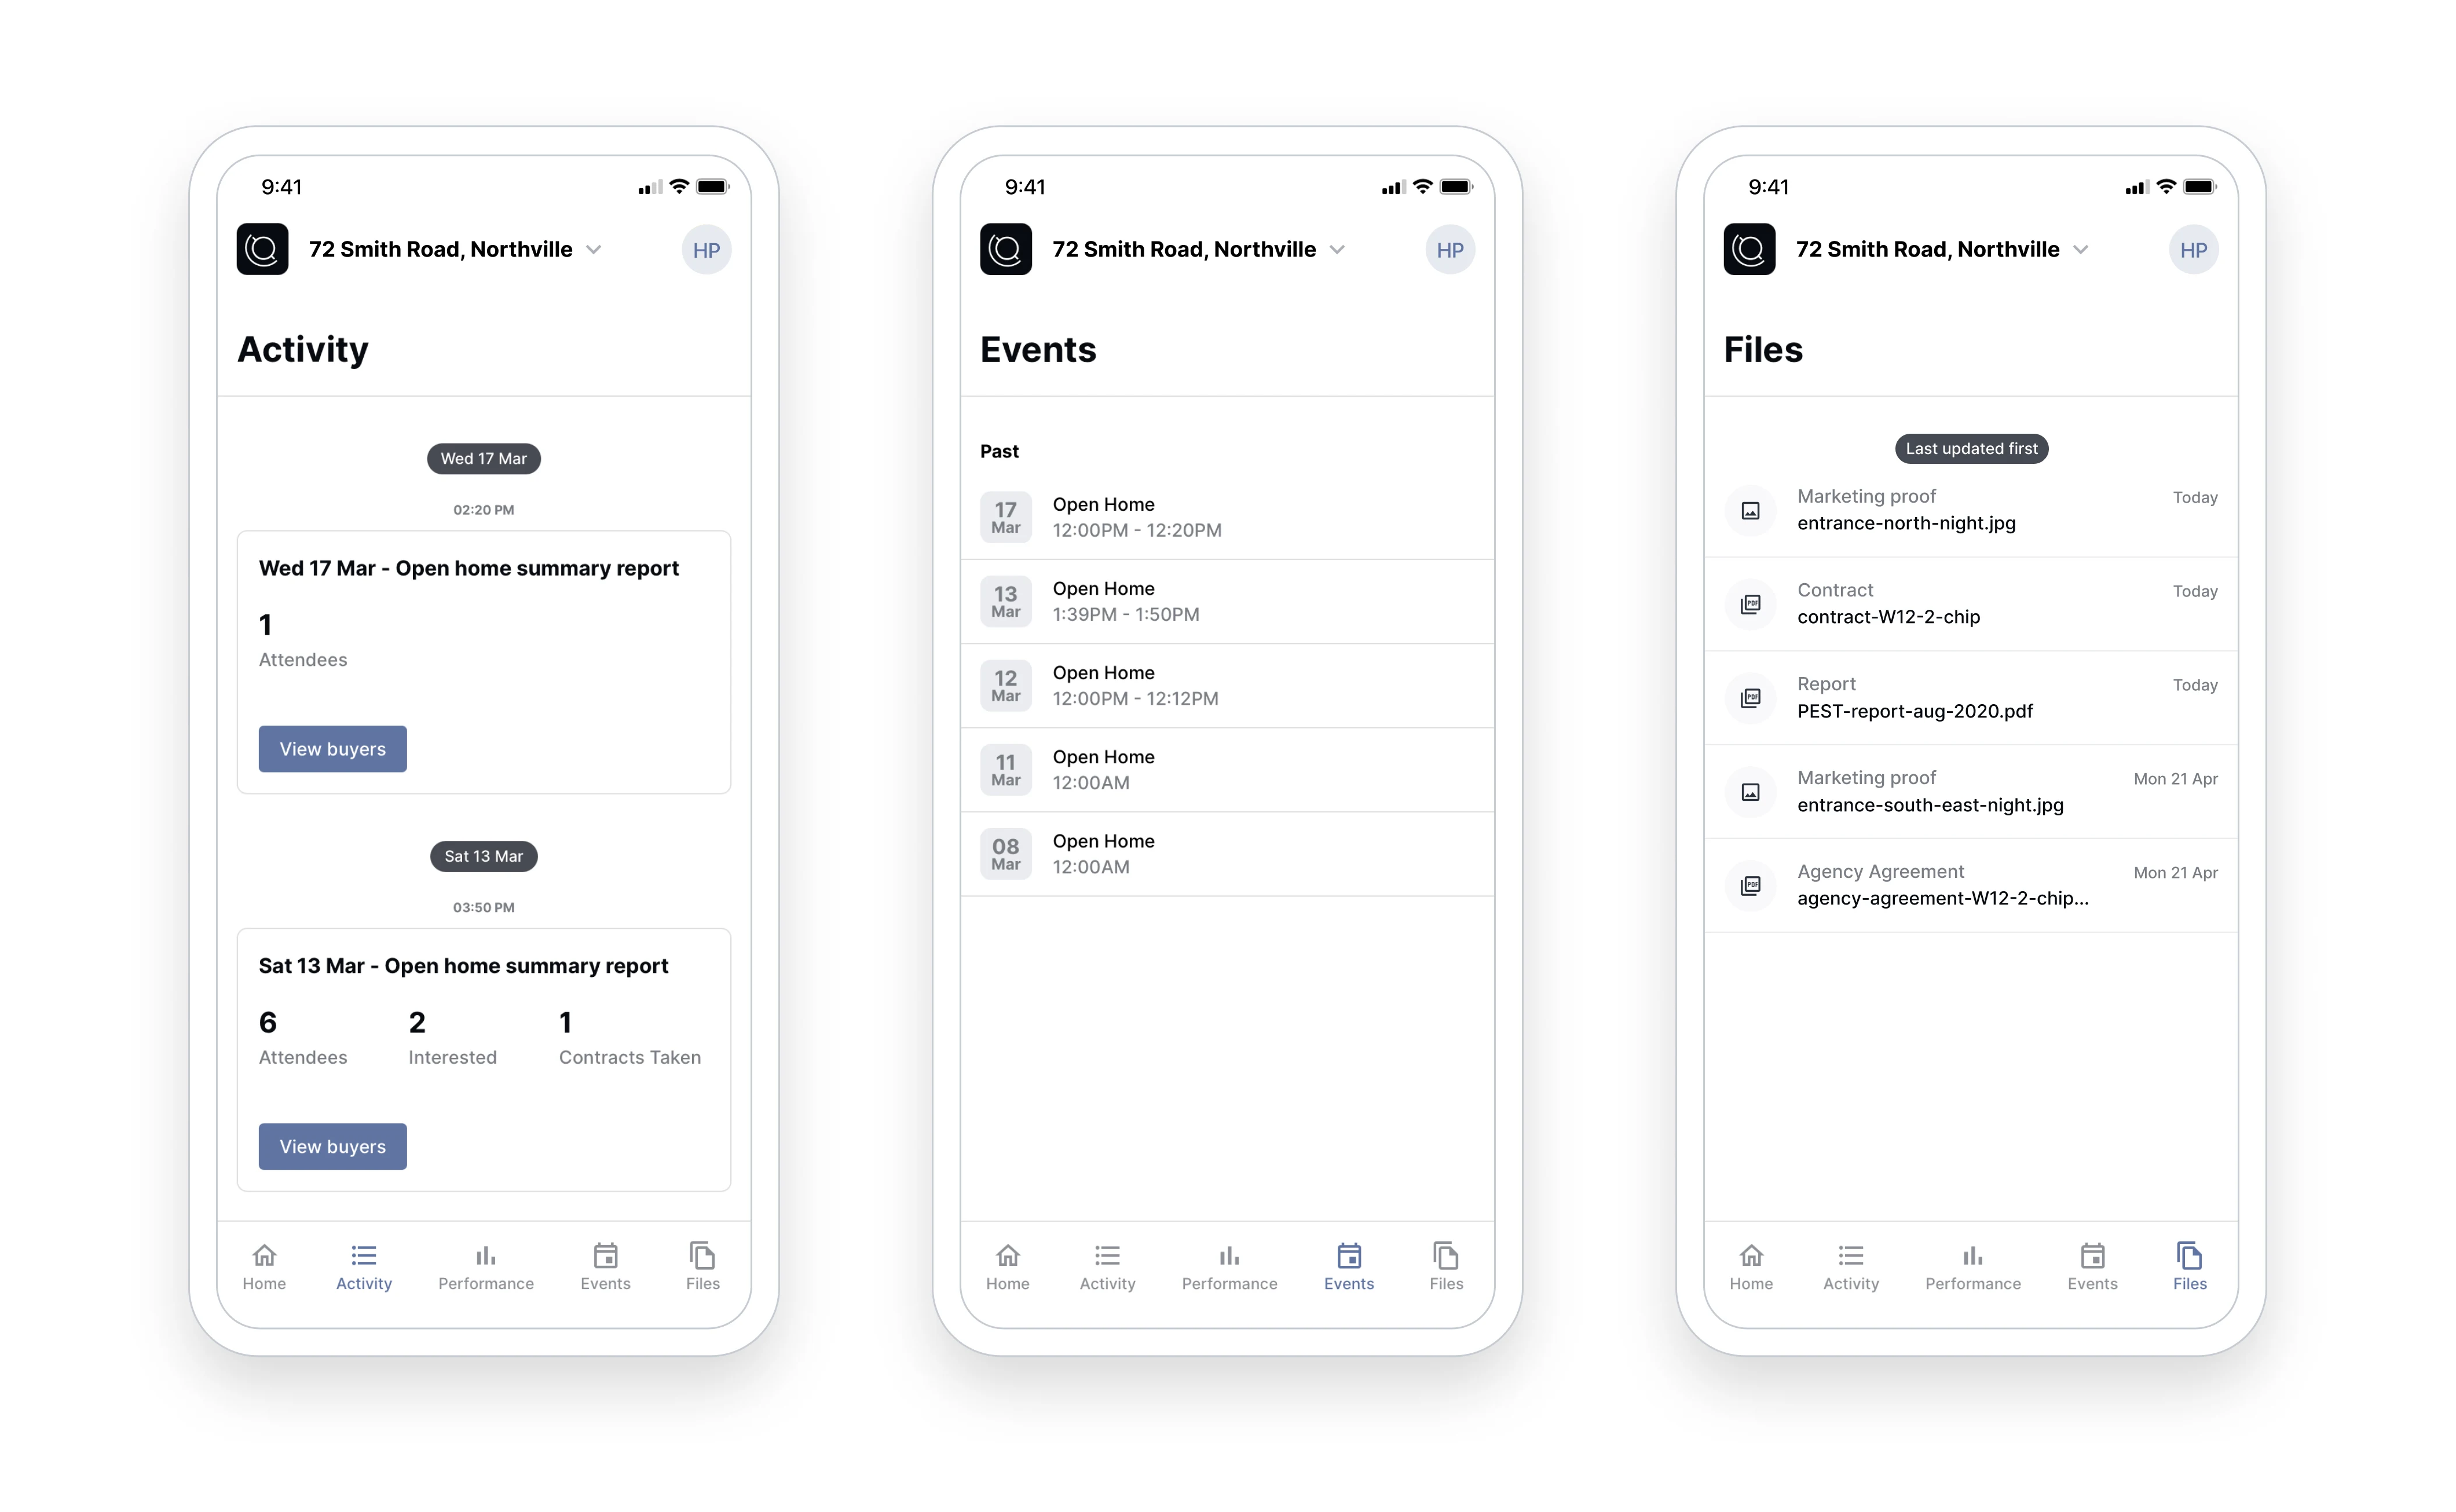 9:41
72 Smith Road, Northville
HP
Activity
Wed 17 Mar
02:20 PM
Wed 17 Mar - Open home summary report
1
Attendees
View buyers
Sat 13 Mar
03:50 PM
Sat 13 Mar - Open home summary report
6 2 1
Attendees Interested Contracts Taken
View buyers
Home Activity Performance Events Files
9:41
72 Smith Road, Northville
HP
Events
Past
17
Mar
Open Home
12:00PM - 12:20PM
13
Mar
Open Home
1:39PM - 1:50PM
12
Mar
Open Home
12:00PM - 12:12PM
11
Mar
Open Home
12:00AM
08
Mar
Open Home
12:00AM
Home Activity Performance Events Files
9:41
72 Smith Road, Northville
HP
Files
Last updated first
Marketing proof Today
entrance-north-night.jpg
PDF
Contract Today
contract-W12-2-chip
PDF
Report Today
PEST-report-aug-2020.pdf
Marketing proof Mon 21 Apr
entrance-south-east-night.jpg
PDF
Agency Agreement Mon 21 Apr
agency-agreement-W12-2-chip...
Home Activity Performance Events Files